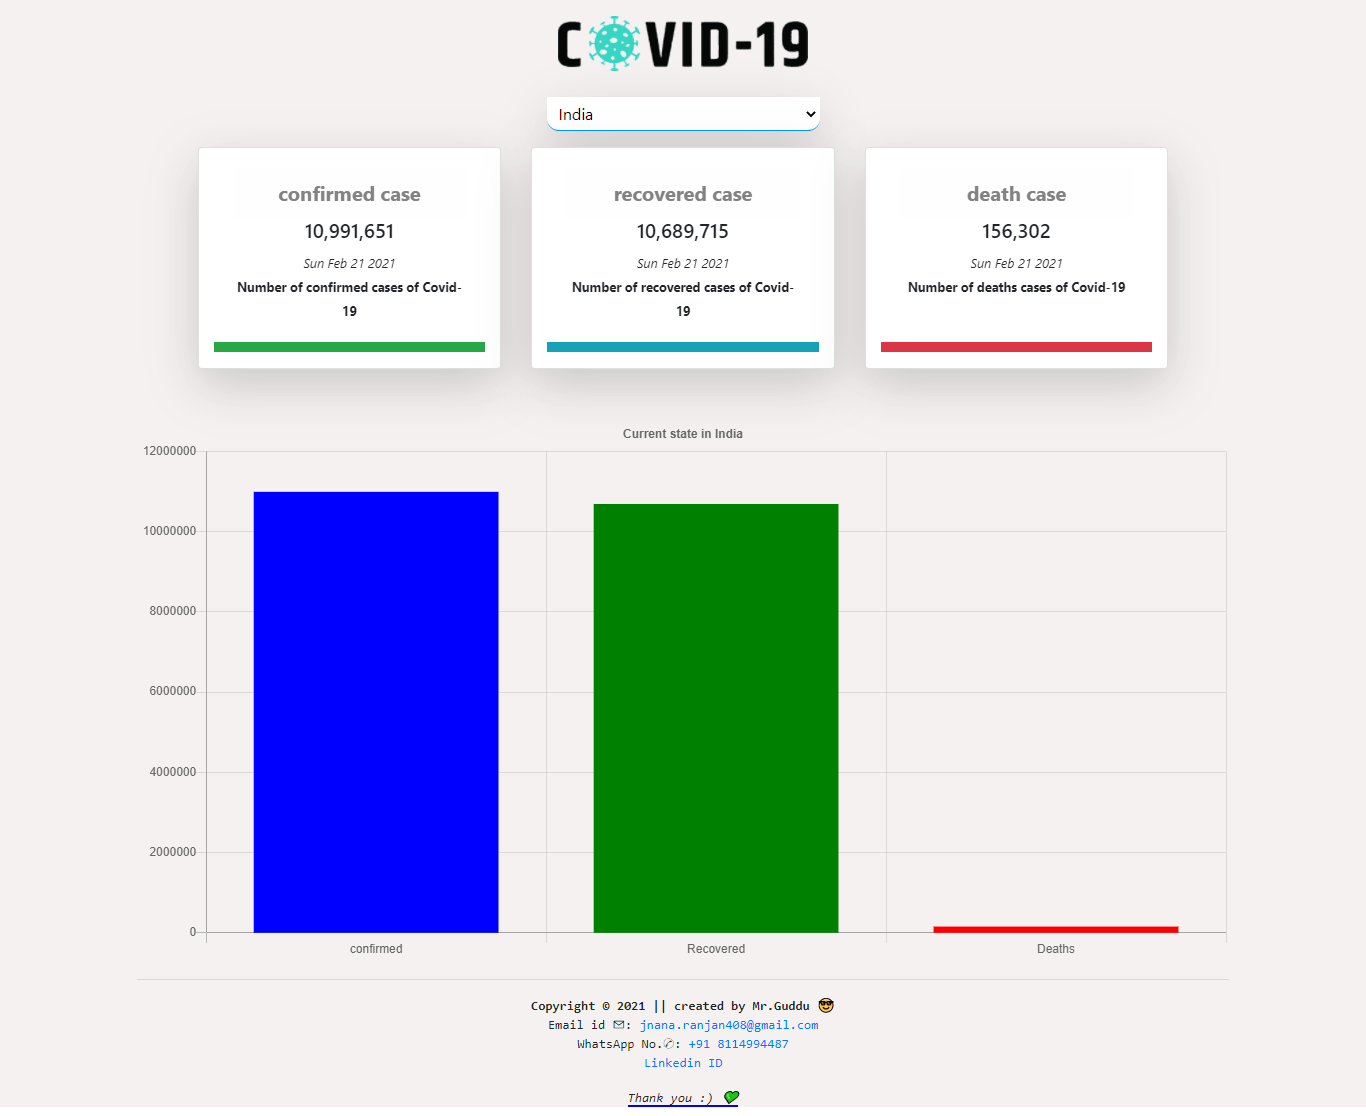 COVID-19
India
confirmed case
10,991,651
Sun Feb 21 2021
Number of confirmed cases of Covid-
19
recovered case
10,689,715
Sun Feb 21 2021
Number of recovered cases of Covid-
19
death case
156,302
Sun Feb 21 2021
Number of deaths cases of Covid-19
Current state in India
12000000
10000000
8000000
6000000
4000000
2000000
0
confirmed Recovered Deaths
Copyright © 2021 || created by Mr.Guddu 😎
Email id ✉: jnana.ranjan408@gmail.com
WhatsApp No.✆: +91 8114994487
Linkedin ID
Thank you :) 💚